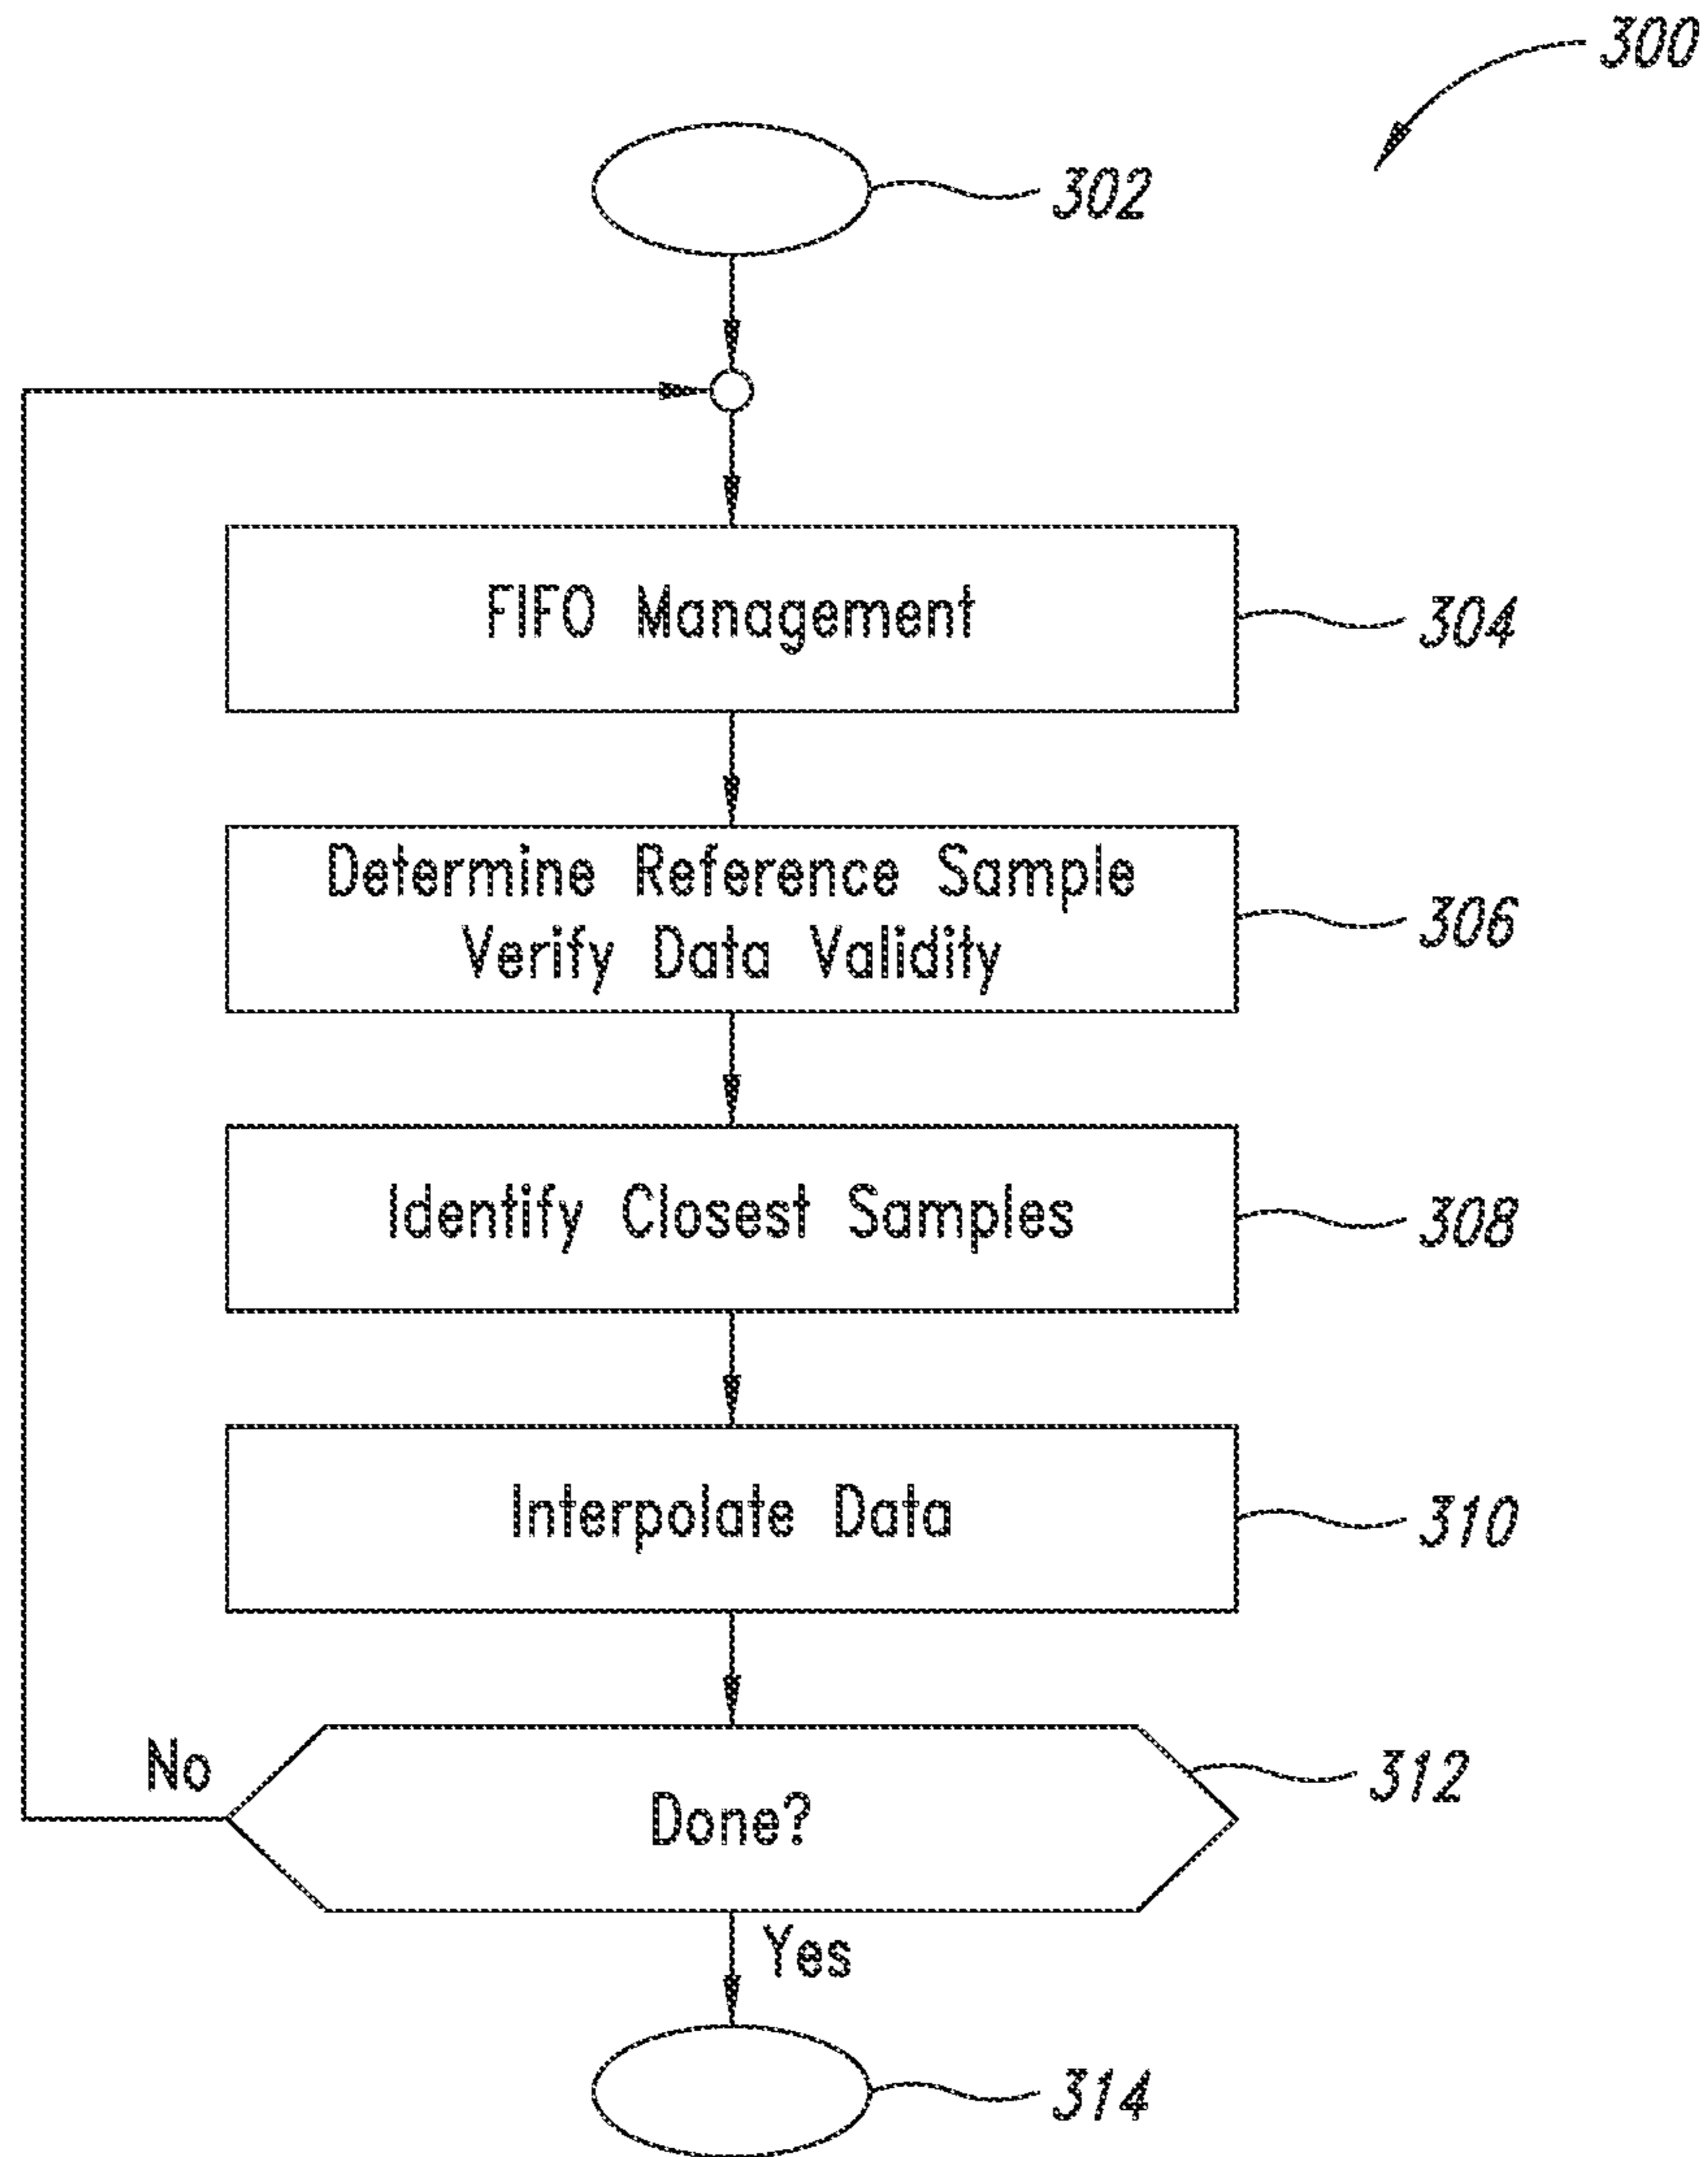 300
302
FIFO Management
304
Determine Reference Sample
Verify Data Validity
306
Identify Closest Samples
308
Interpolate Data
310
No
Done?
312
Yes
314